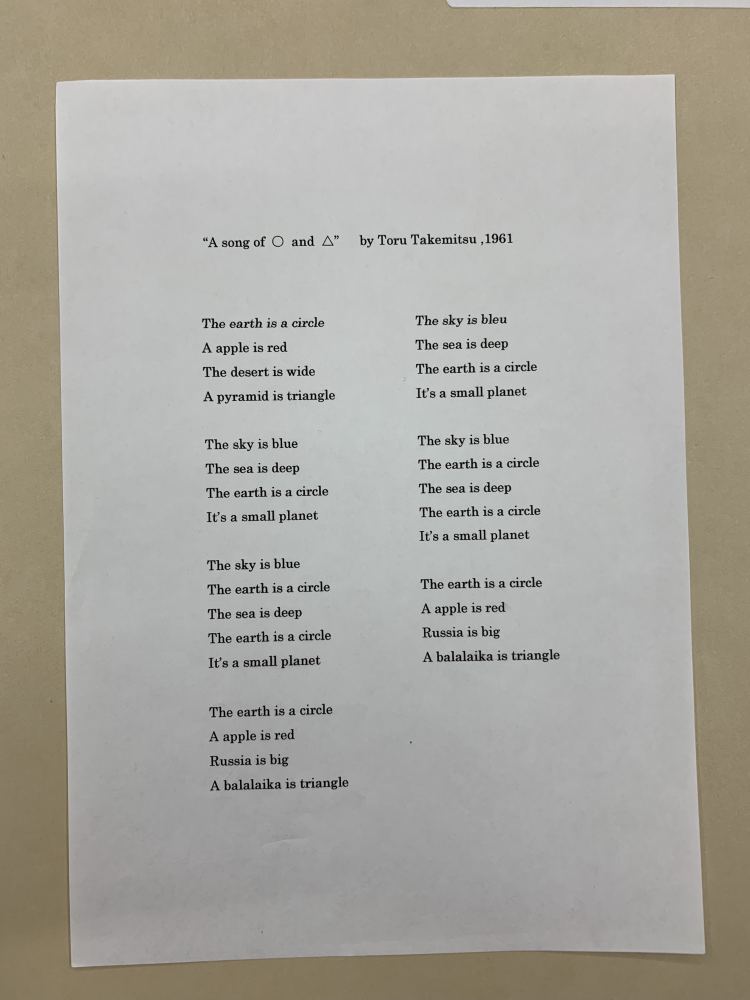 “A song of ○ and △” by Toru Takemitsu ,1961
The earth is a circle
A apple is red
The desert is wide
A pyramid is triangle
The sky is blue
The sea is deep
The earth is a circle
It's a small planet
The sky is blue
The earth is a circle
The sea is deep
The earth is a circle
It's a small planet
The earth is a circle
A apple is red
Russia is big
A balalaika is triangle
The sky is bleu
The sea is deep
The earth is a circle
It's a small planet
The sky is blue
The earth is a circle
The sea is deep
The earth is a circle
It's a small planet
The earth is a circle
A apple is red
Russia is big
A balalaika is triangle